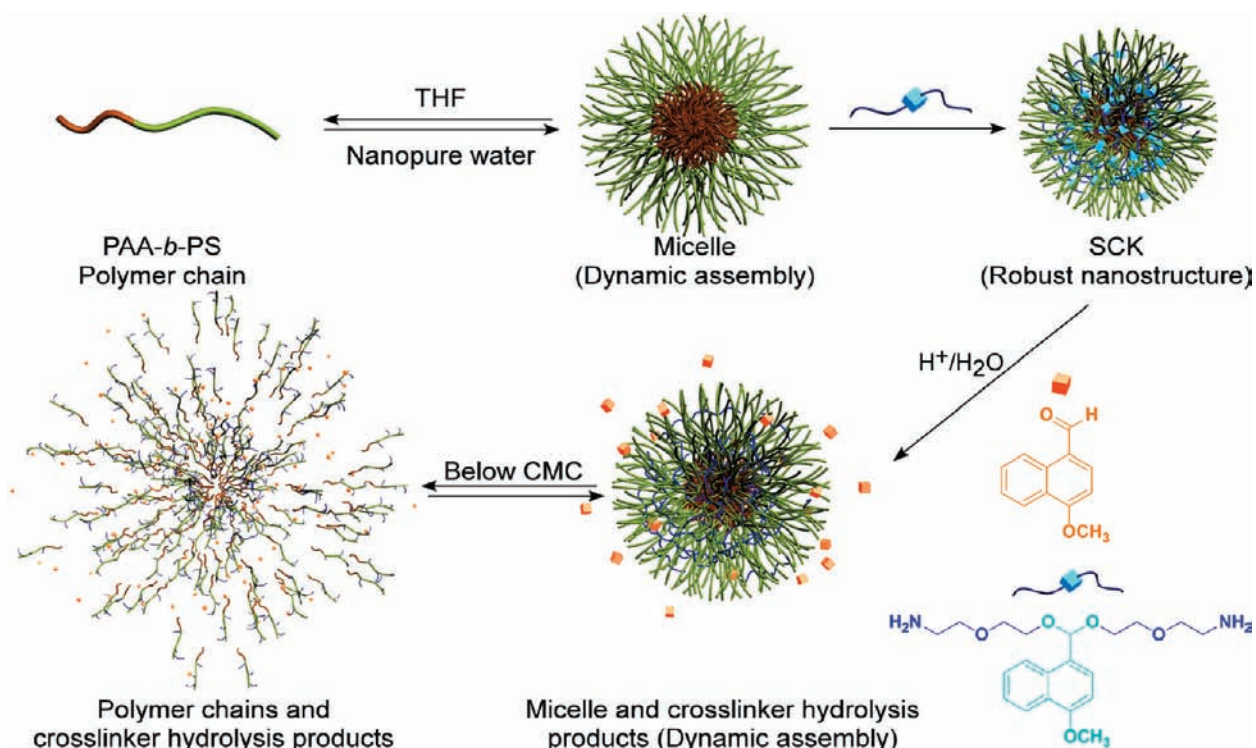 THF
Nanopure water
PAA-b-PS
Polymer chain
Micelle
(Dynamic assembly)
SCK
(Robust nanostructure)
H⁺/H₂O
O
H
OCH₃
Below CMC
H₂N
O
O
O
O
NH₂
OCH₃
Polymer chains and
crosslinker hydrolysis products
Micelle and crosslinker hydrolysis
products (Dynamic assembly)